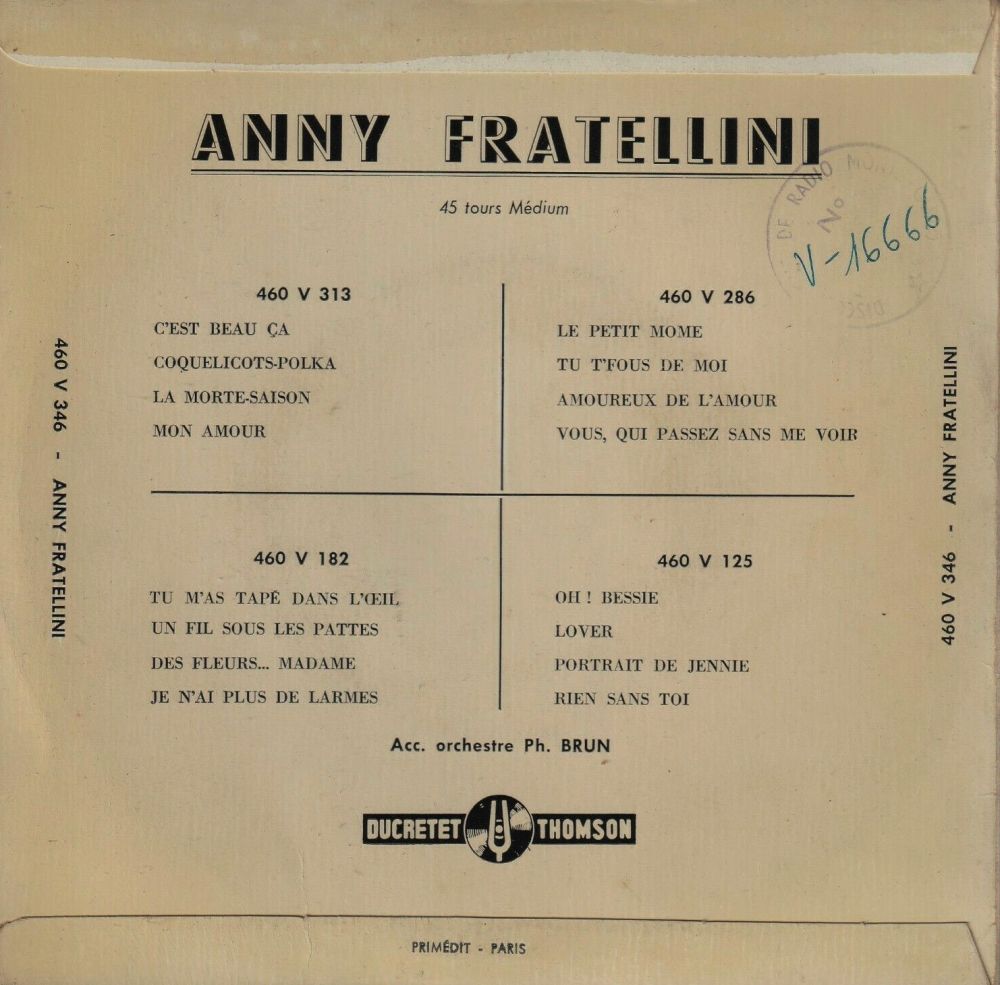 ANNY FRATELLINI
45 tours Médium
DE RADIO
No
V-16666
460 V 313
C'EST BEAU ÇA
COQUELICOTS-POLKA
LA MORTE-SAISON
MON AMOUR
460 V 286
LE PETIT MOME
TU T'FOUS DE MOI
AMOUREUX DE L'AMOUR
VOUS, QUI PASSEZ SANS ME VOIR
460 V 182
TU M'AS TAPÉ DANS L'ŒIL
UN FIL SOUS LES PATTES
DES FLEURS... MADAME
JE N'AI PLUS DE LARMES
460 V 125
OH ! BESSIE
LOVER
PORTRAIT DE JENNIE
RIEN SANS TOI
460 V 346 - ANNY FRATELLINI
460 V 346 - ANNY FRATELLINI
Acc. orchestre Ph. BRUN
DUCRETET THOMSON
PRIMÉDIT - PARIS